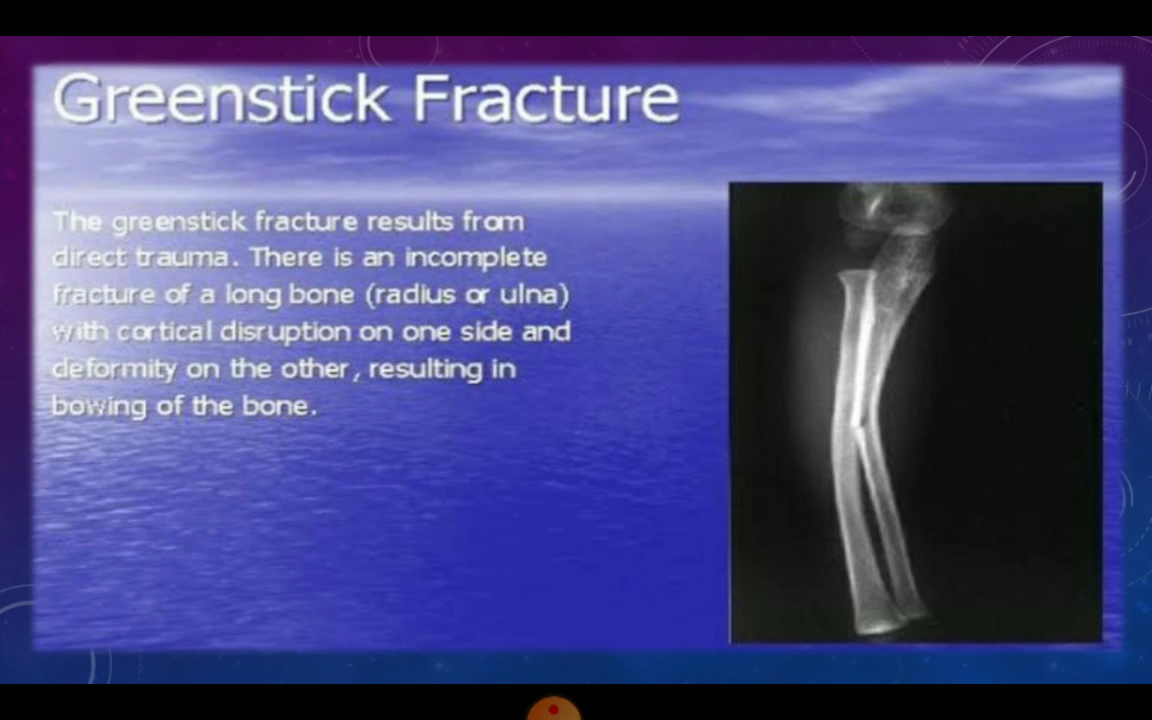 Greenstick Fracture
The greenstick fracture results from
direct trauma. There is an incomplete
fracture of a long bone (radius or ulna)
with cortical disruption on one side and
deformity on the other, resulting in
bowing of the bone.